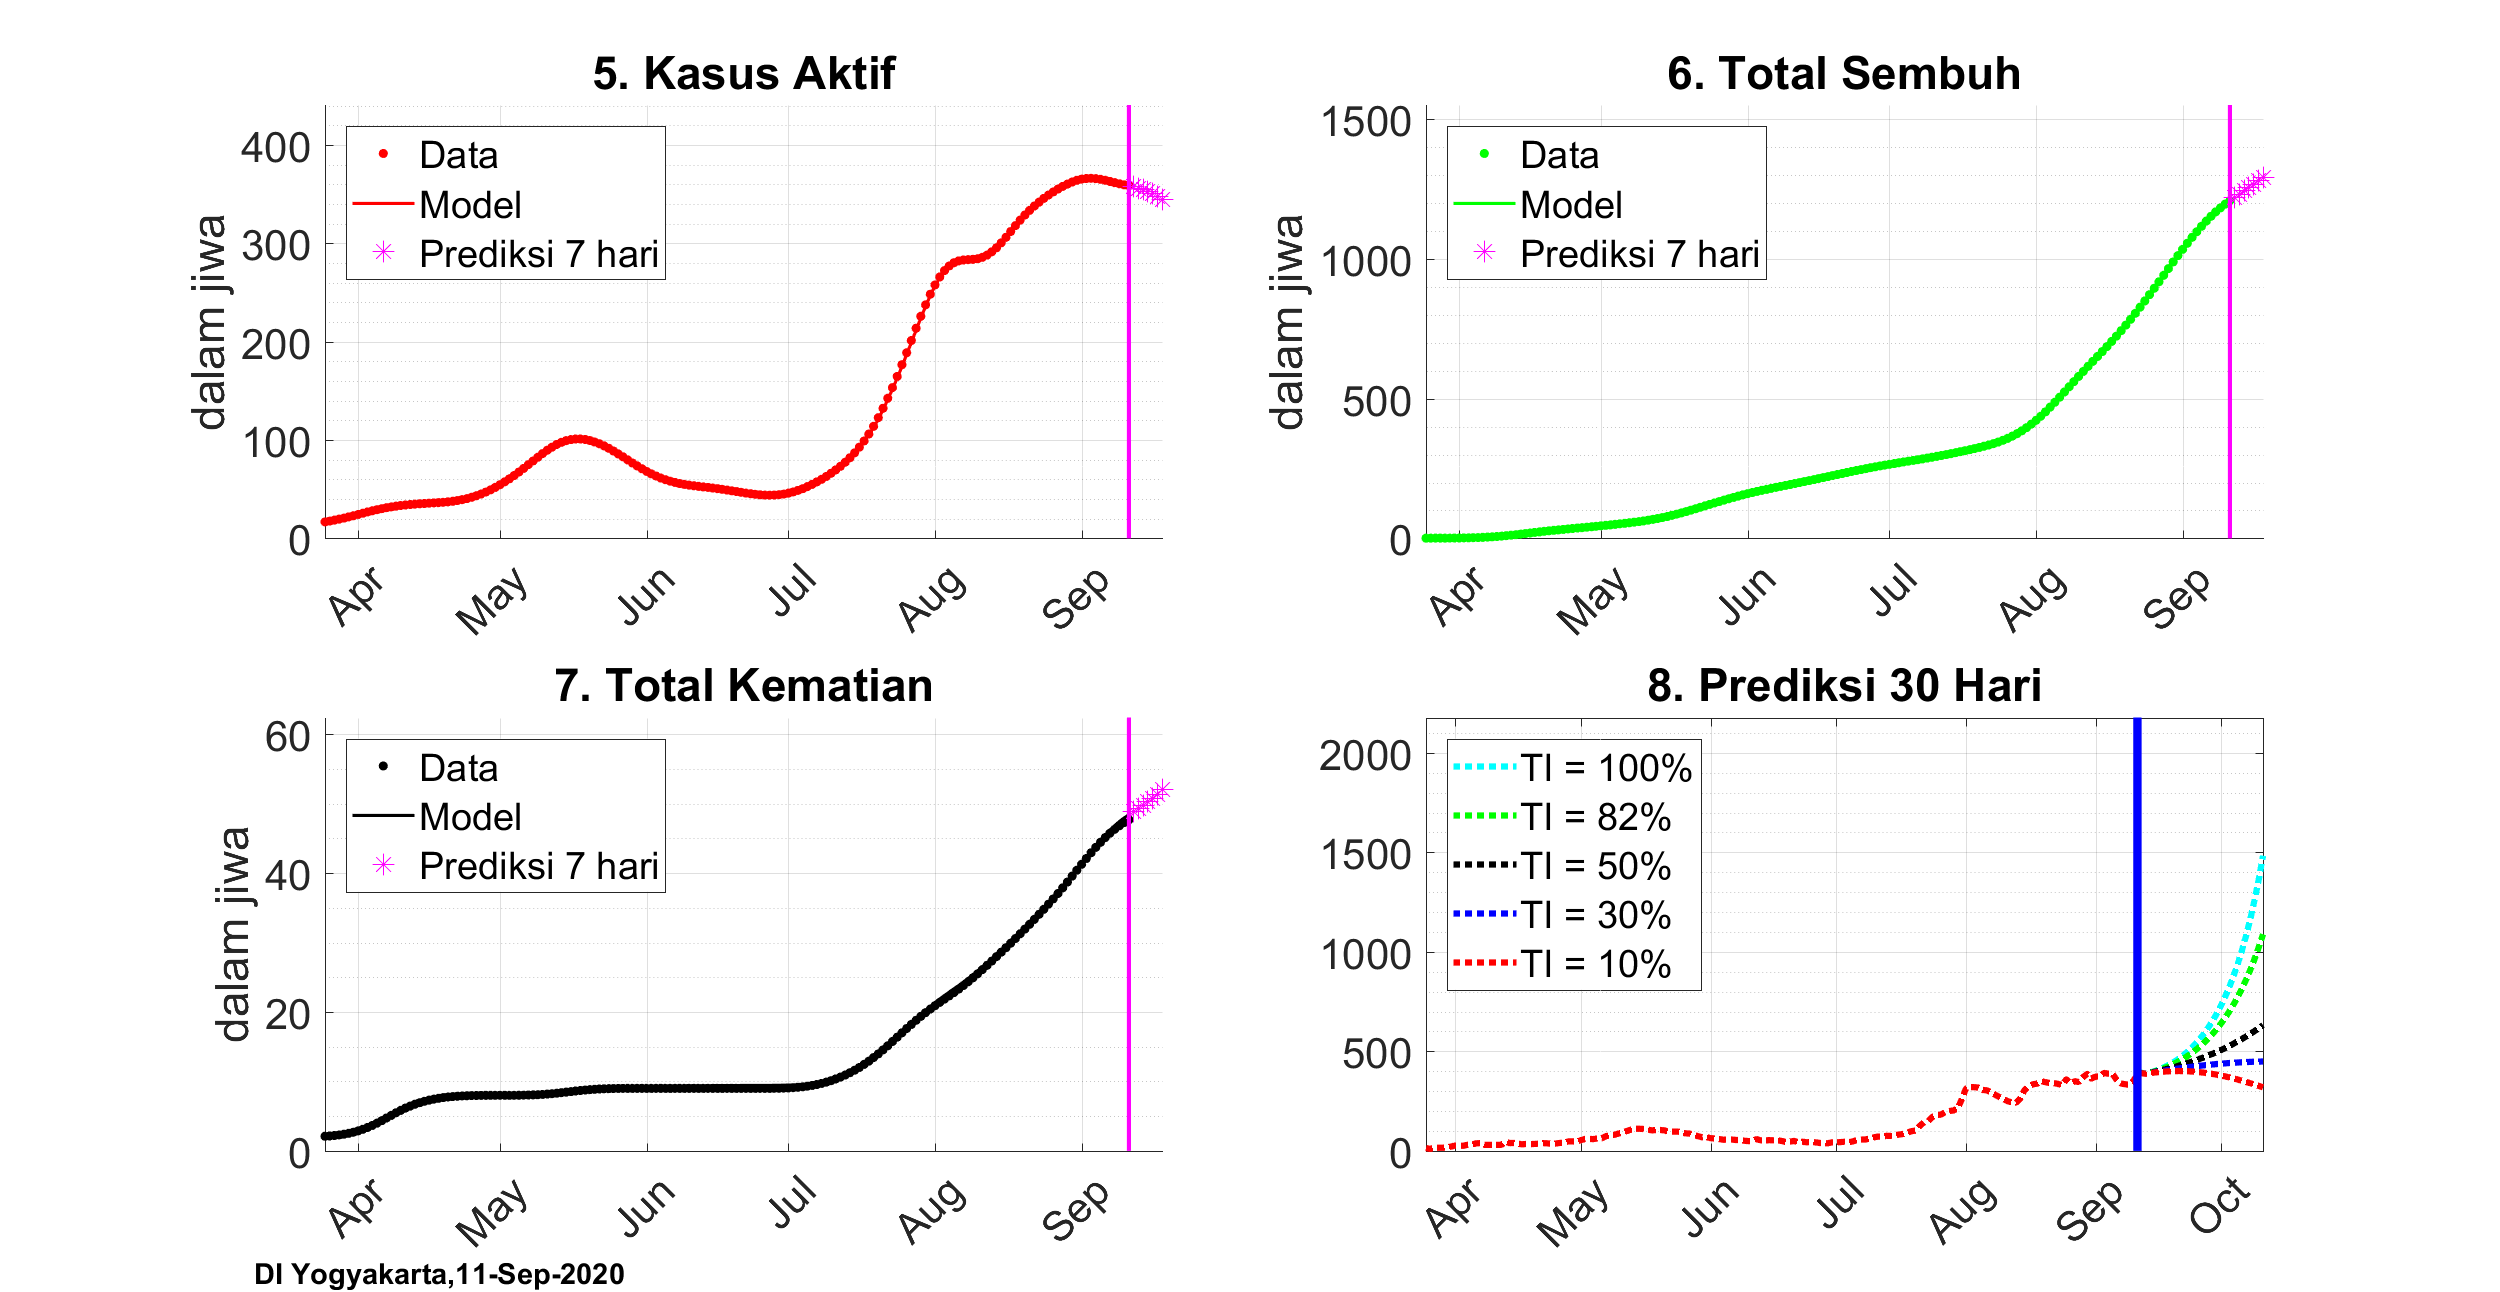 5. Kasus Aktif
dalam jiwa
400
300
200
100
0
Data
Model
Prediksi 7 hari
Apr
May
Jun
Jul
Aug
Sep
6. Total Sembuh
dalam jiwa
1500
1000
500
0
Data
Model
Prediksi 7 hari
Apr
May
Jun
Jul
Aug
Sep
7. Total Kematian
dalam jiwa
60
40
20
0
Data
Model
Prediksi 7 hari
Apr
May
Jun
Jul
Aug
Sep
8. Prediksi 30 Hari
2000
1500
1000
500
0
TI = 100%
TI = 82%
TI = 50%
TI = 30%
TI = 10%
Apr
May
Jun
Jul
Aug
Sep
Oct
DI Yogyakarta,11-Sep-2020